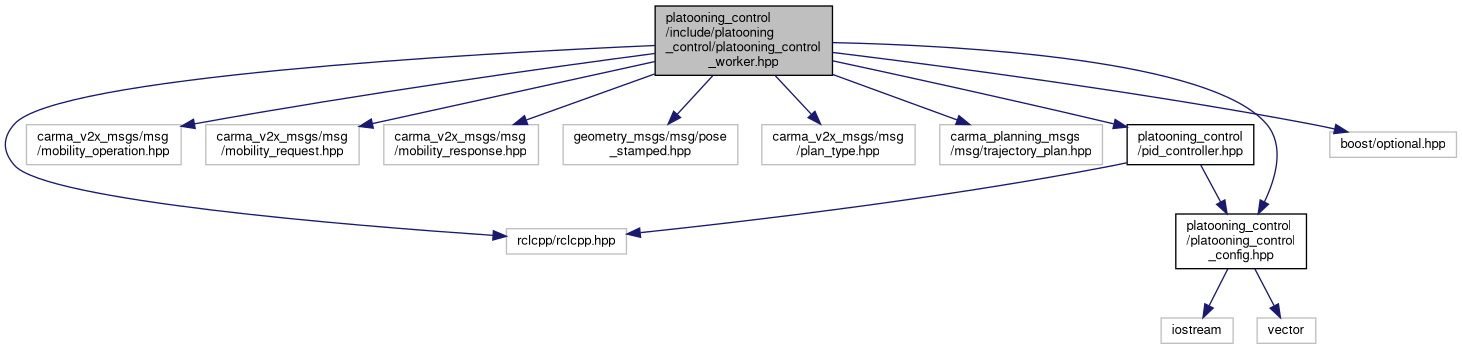 platooning_control
/include/platooning
_control/platooning_control
_worker.hpp
carma_v2x_msgs/msg
/mobility_operation.hpp
carma_v2x_msgs/msg
/mobility_request.hpp
carma_v2x_msgs/msg
/mobility_response.hpp
geometry_msgs/msg/pose
_stamped.hpp
carma_v2x_msgs/msg
/plan_type.hpp
carma_planning_msgs
/msg/trajectory_plan.hpp
platooning_control
/pid_controller.hpp
boost/optional.hpp
rclcpp/rclcpp.hpp
platooning_control
/platooning_control
_config.hpp
iostream
vector